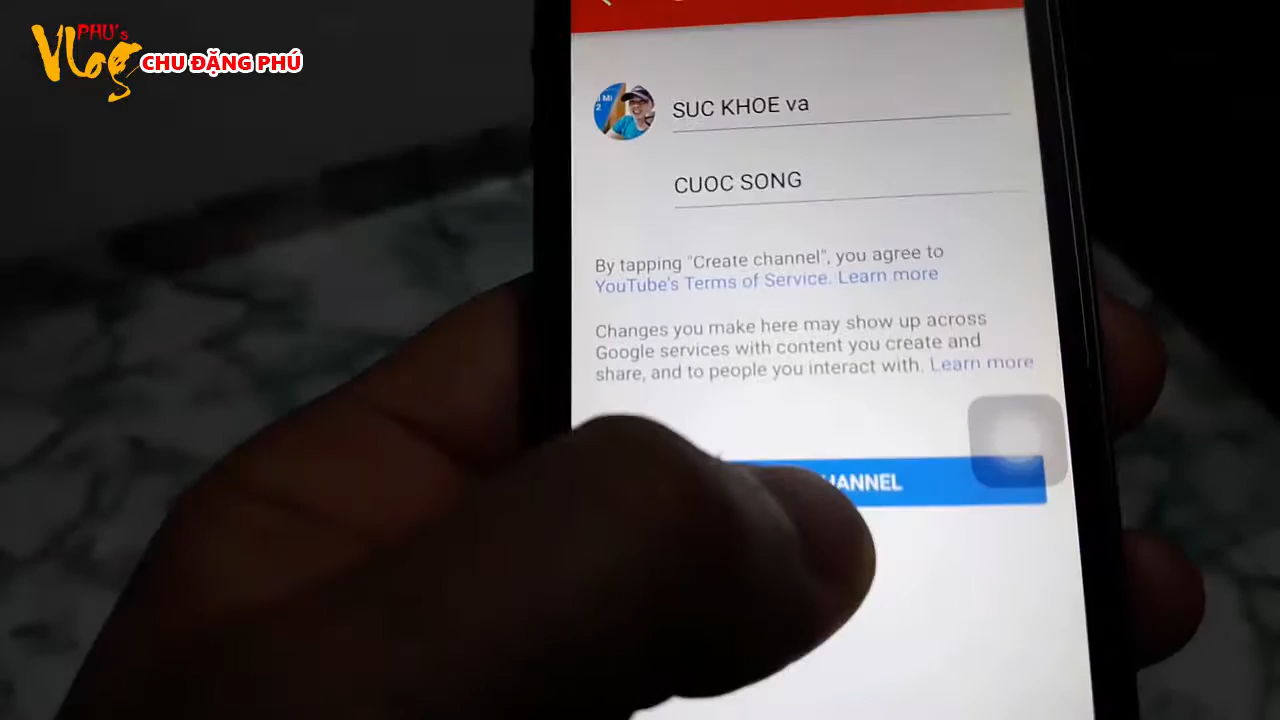 PHU's
Vlog
CHU ĐẶNG PHÚ
MI
2
SUC KHOE va
CUOC SONG
By tapping "Create channel", you agree to
YouTube's Terms of Service. Learn more
Changes you make here may show up across
Google services with content you create and
share, and to people you interact with. Learn more
HANNEL